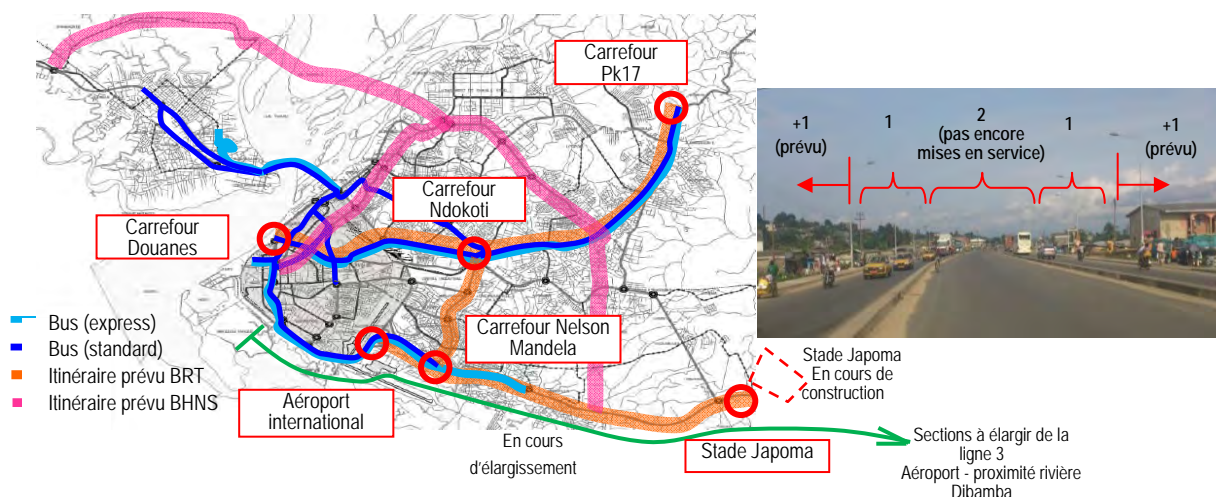 Carrefour
Pk17
Carrefour
Ndokoti
Carrefour
Douanes
Carrefour Nelson
Mandela
Aéroport
international
Stade Japoma
Bus (express)
Bus (standard)
Itinéraire prévu BRT
Itinéraire prévu BHNS
En cours
d'élargissement
+1
(prévu)
1
2
(pas encore
mises en service)
1
+1
(prévu)
Stade Japoma
En cours de
construction
Sections à élargir de la
ligne 3
Aéroport - proximité rivière
Dibamba